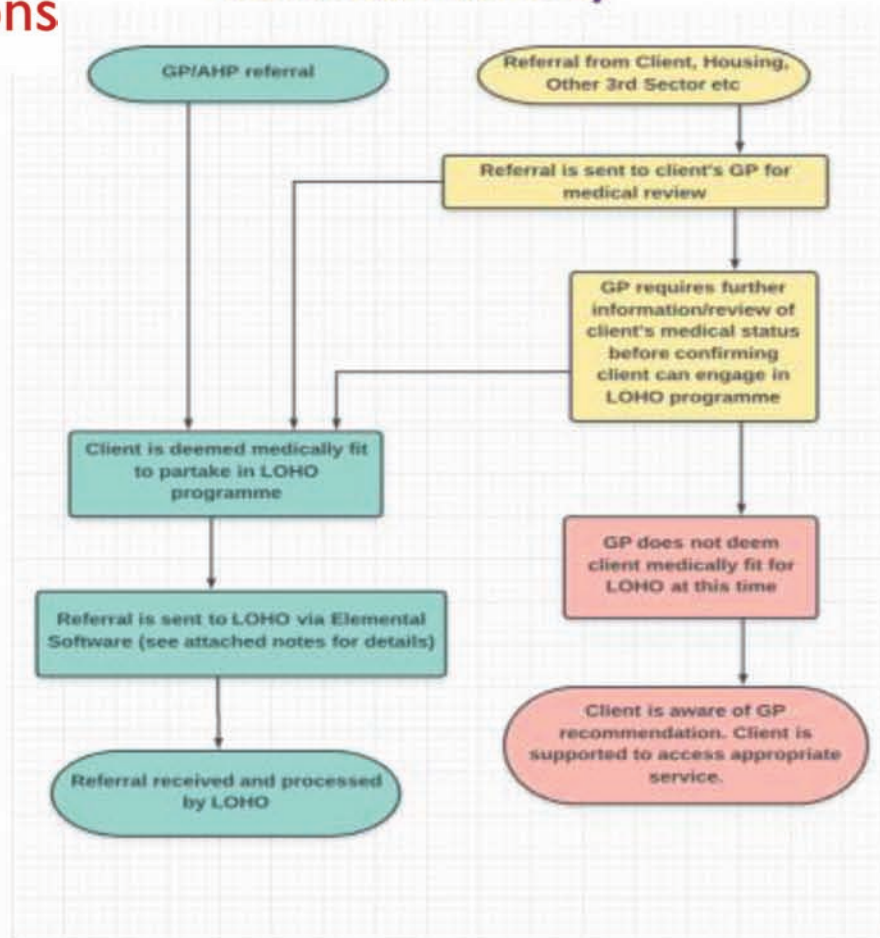 ons
GP/AHP referral
Referral from Client, Housing,
Other 3rd Sector etc
Referral is sent to client's GP for
medical review
GP requires further
information/review of
client's medical status
before confirming
client can engage in
LOHO programme
Client is deemed medically fit
to partake in LOHO
programme
GP does not deem
client medically fit for
LOHO at this time
Referral is sent to LOHO via Elemental
Software (see attached notes for details)
Client is aware of GP
recommendation. Client is
supported to access appropriate
service.
Referral received and processed
by LOHO